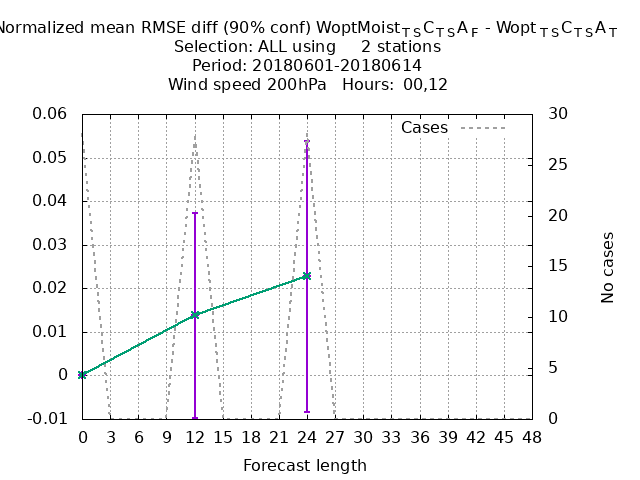 Normalized mean RMSE diff (90% conf) WoptMoist_TSC_TSA_F - Wopt_TSC_TSA_T
Selection: ALL using 2 stations
Period: 20180601-20180614
Wind speed 200hPa Hours: 00,12
Cases
0.06
0.05
0.04
0.03
0.02
0.01
0
-0.01
30
25
20
15
10
5
0
No cases
0 3 6 9 12 15 18 21 24 27 30 33 36 39 42 45 48
Forecast length